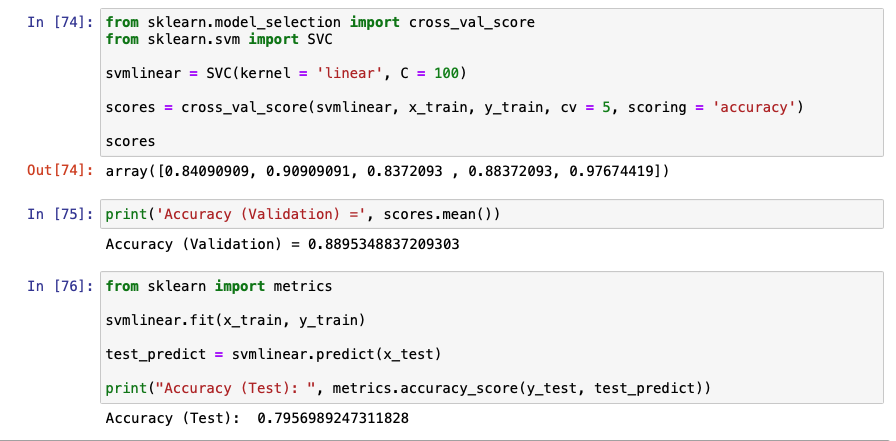 In [74]: from sklearn.model_selection import cross_val_score
from sklearn.svm import SVC
svmlinear = SVC(kernel = 'linear', C = 100)
scores = cross_val_score(svmlinear, x_train, y_train, cv = 5, scoring = 'accuracy')
scores
Out[74]: array([0.84090909, 0.90909091, 0.8372093 , 0.88372093, 0.97674419])
In [75]: print('Accuracy (Validation) =', scores.mean())
Accuracy (Validation) = 0.8895348837209303
In [76]: from sklearn import metrics
svmlinear.fit(x_train, y_train)
test_predict = svmlinear.predict(x_test)
print("Accuracy (Test): ", metrics.accuracy_score(y_test, test_predict))
Accuracy (Test):  0.7956989247311828